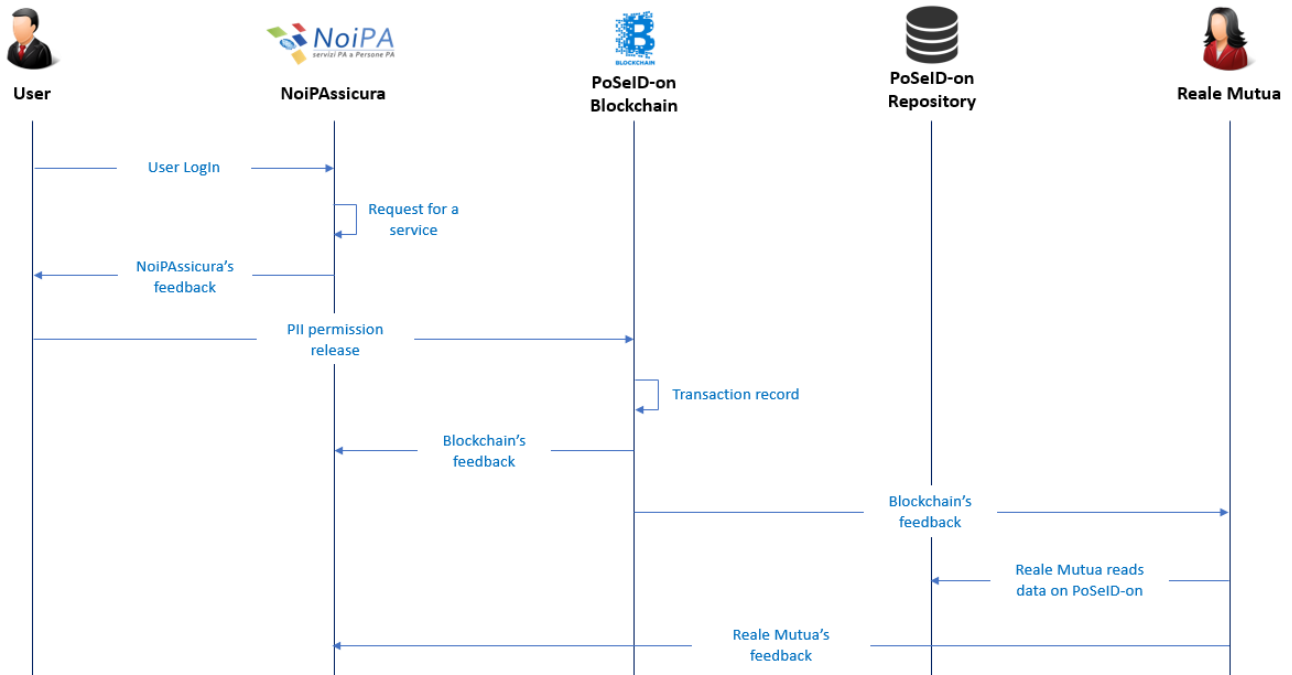 NoiPA
servizi PA a Persone PA
BLOCKCHAIN
User
NoiPAssicura
PoSeID-on
Blockchain
PoSeID-on
Repository
Reale Mutua
User LogIn
Request for a
service
NoiPAssicura's
feedback
PII permission
release
Transaction record
Blockchain's
feedback
Blockchain's
feedback
Reale Mutua reads
data on PoSeID-on
Reale Mutua's
feedback